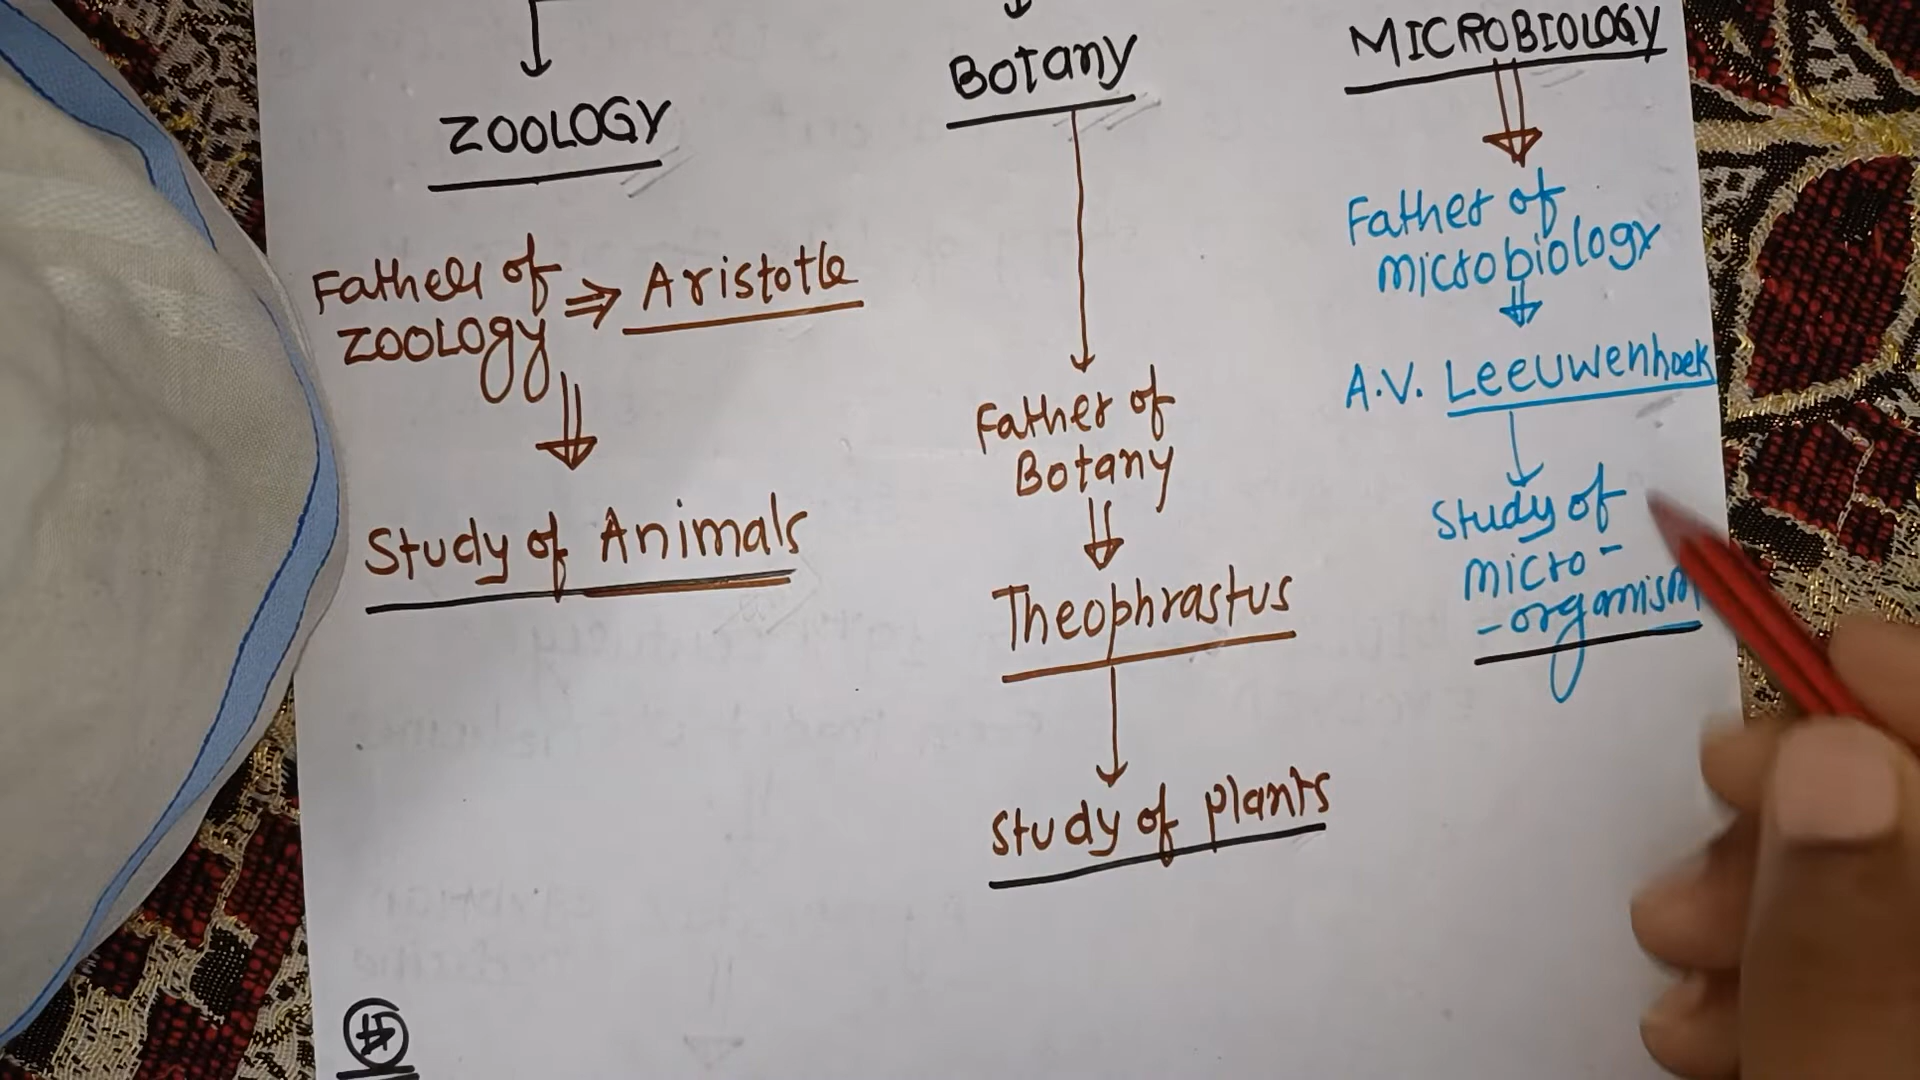 ZOOLOGY
Father of
ZOOLOGY ⇒ Aristotle
Study of Animals
Botany
Father of
Botany
Theophrastus
Study of plants
MICROBIOLOGY
Father of
microbiology
A.V. Leeuwenhoek
Study of
micro-
-organism